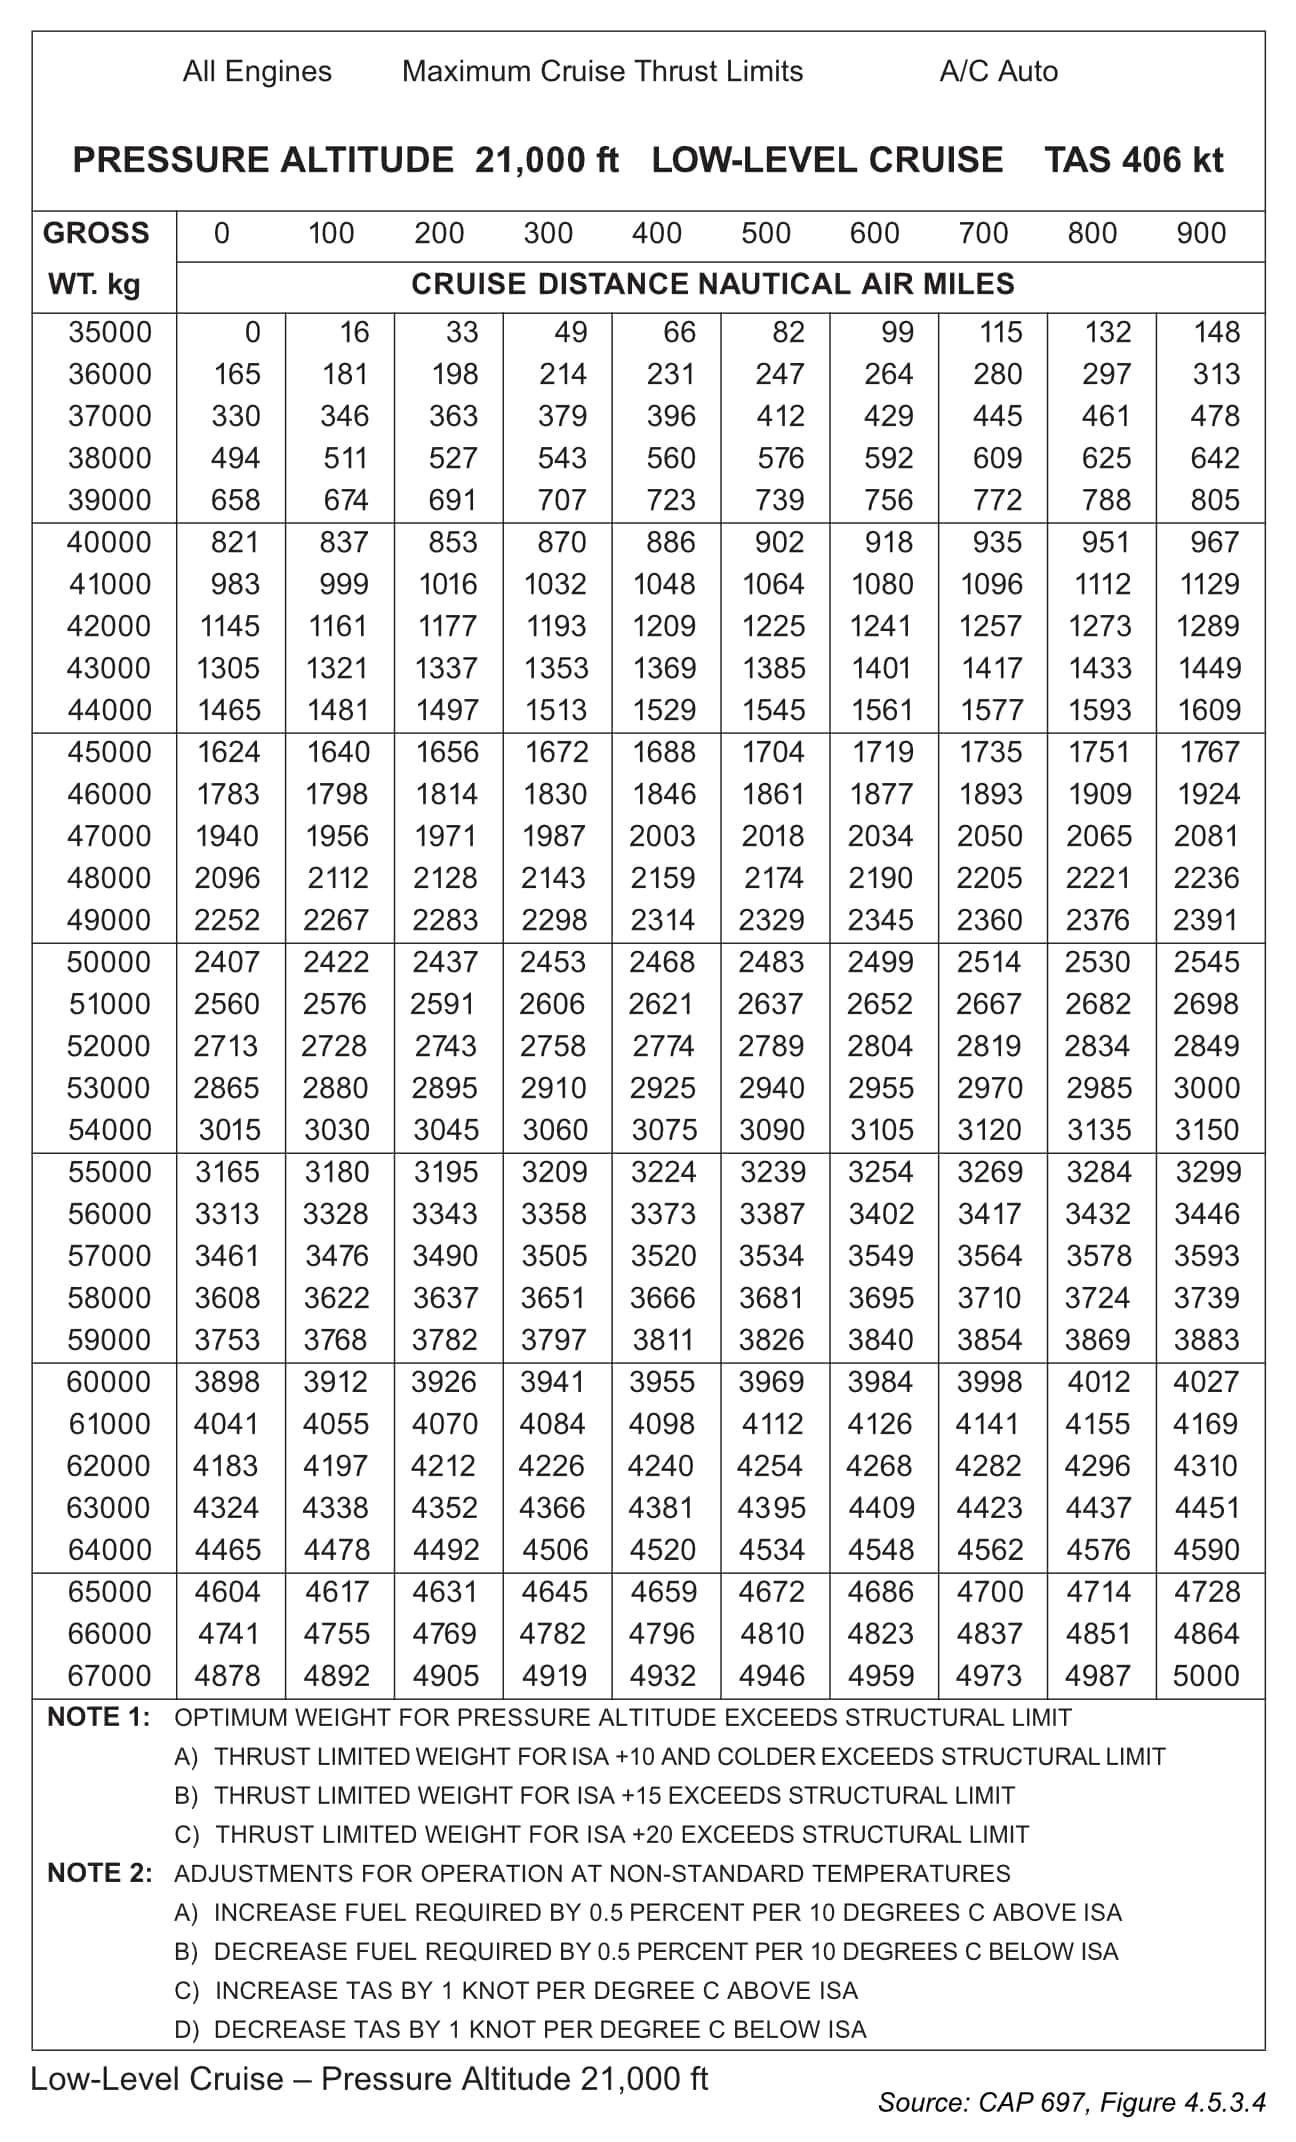 All Engines Maximum Cruise Thrust Limits A/C Auto
PRESSURE ALTITUDE 21,000 ft LOW-LEVEL CRUISE TAS 406 kt
GROSS 0 100 200 300 400 500 600 700 800 900
WT. kg CRUISE DISTANCE NAUTICAL AIR MILES
35000 0 16 33 49 66 82 99 115 132 148
36000 165 181 198 214 231 247 264 280 297 313
37000 330 346 363 379 396 412 429 445 461 478
38000 494 511 527 543 560 576 592 609 625 642
39000 658 674 691 707 723 739 756 772 788 805
40000 821 837 853 870 886 902 918 935 951 967
41000 983 999 1016 1032 1048 1064 1080 1096 1112 1129
42000 1145 1161 1177 1193 1209 1225 1241 1257 1273 1289
43000 1305 1321 1337 1353 1369 1385 1401 1417 1433 1449
44000 1465 1481 1497 1513 1529 1545 1561 1577 1593 1609
45000 1624 1640 1656 1672 1688 1704 1719 1735 1751 1767
46000 1783 1798 1814 1830 1846 1861 1877 1893 1909 1924
47000 1940 1956 1971 1987 2003 2018 2034 2050 2065 2081
48000 2096 2112 2128 2143 2159 2174 2190 2205 2221 2236
49000 2252 2267 2283 2298 2314 2329 2345 2360 2376 2391
50000 2407 2422 2437 2453 2468 2483 2499 2514 2530 2545
51000 2560 2576 2591 2606 2621 2637 2652 2667 2682 2698
52000 2713 2728 2743 2758 2774 2789 2804 2819 2834 2849
53000 2865 2880 2895 2910 2925 2940 2955 2970 2985 3000
54000 3015 3030 3045 3060 3075 3090 3105 3120 3135 3150
55000 3165 3180 3195 3209 3224 3239 3254 3269 3284 3299
56000 3313 3328 3343 3358 3373 3387 3402 3417 3432 3446
57000 3461 3476 3490 3505 3520 3534 3549 3564 3578 3593
58000 3608 3622 3637 3651 3666 3681 3695 3710 3724 3739
59000 3753 3768 3782 3797 3811 3826 3840 3854 3869 3883
60000 3898 3912 3926 3941 3955 3969 3984 3998 4012 4027
61000 4041 4055 4070 4084 4098 4112 4126 4141 4155 4169
62000 4183 4197 4212 4226 4240 4254 4268 4282 4296 4310
63000 4324 4338 4352 4366 4381 4395 4409 4423 4437 4451
64000 4465 4478 4492 4506 4520 4534 4548 4562 4576 4590
65000 4604 4617 4631 4645 4659 4672 4686 4700 4714 4728
66000 4741 4755 4769 4782 4796 4810 4823 4837 4851 4864
67000 4878 4892 4905 4919 4932 4946 4959 4973 4987 5000
NOTE 1: OPTIMUM WEIGHT FOR PRESSURE ALTITUDE EXCEEDS STRUCTURAL LIMIT
A) THRUST LIMITED WEIGHT FOR ISA +10 AND COLDER EXCEEDS STRUCTURAL LIMIT
B) THRUST LIMITED WEIGHT FOR ISA +15 EXCEEDS STRUCTURAL LIMIT
C) THRUST LIMITED WEIGHT FOR ISA +20 EXCEEDS STRUCTURAL LIMIT
NOTE 2: ADJUSTMENTS FOR OPERATION AT NON-STANDARD TEMPERATURES
A) INCREASE FUEL REQUIRED BY 0.5 PERCENT PER 10 DEGREES C ABOVE ISA
B) DECREASE FUEL REQUIRED BY 0.5 PERCENT PER 10 DEGREES C BELOW ISA
C) INCREASE TAS BY 1 KNOT PER DEGREE C ABOVE ISA
D) DECREASE TAS BY 1 KNOT PER DEGREE C BELOW ISA
Low-Level Cruise – Pressure Altitude 21,000 ft
Source: CAP 697, Figure 4.5.3.4